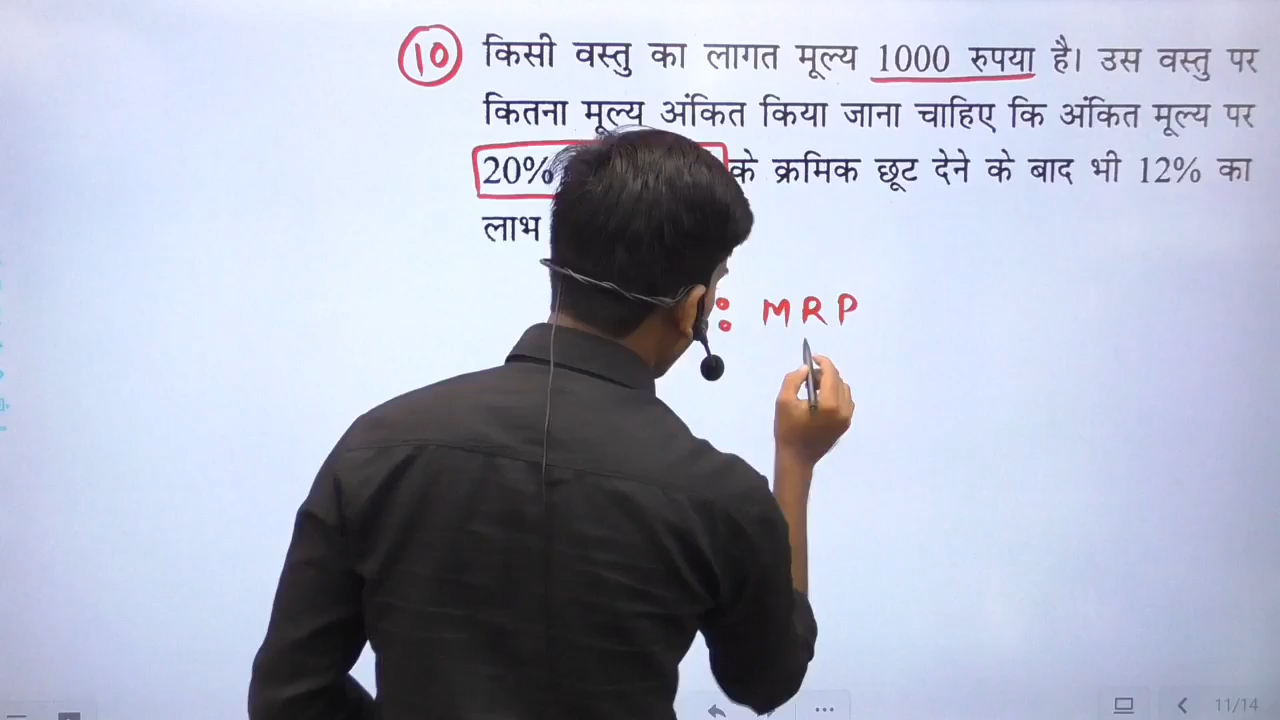 10 किसी वस्तु का लागत मूल्य 1000 रुपया है। उस वस्तु पर
कितना मूल्य अंकित किया जाना चाहिए कि अंकित मूल्य पर
20% के क्रमिक छूट देने के बाद भी 12% का
लाभ
: MRP
11/14